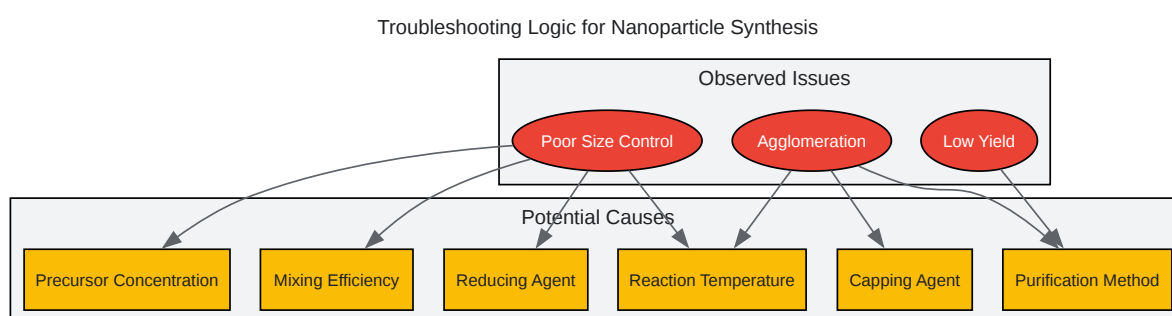 Troubleshooting Logic for Nanoparticle Synthesis
Observed Issues
Poor Size Control
Agglomeration
Low Yield
Potential Causes
Precursor Concentration
Mixing Efficiency
Reducing Agent
Reaction Temperature
Capping Agent
Purification Method